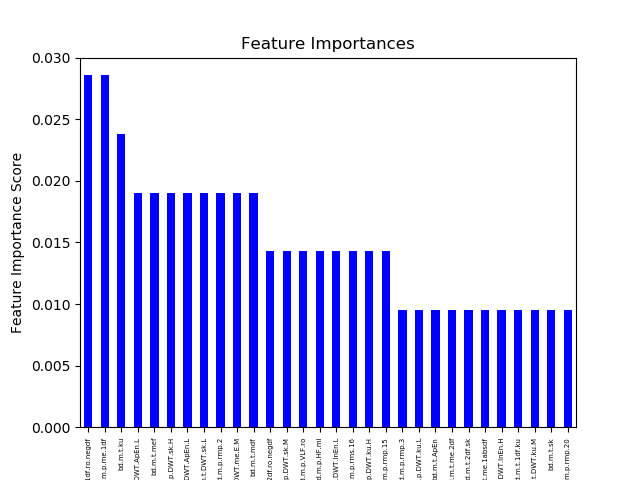 Feature Importances
Feature Importance Score
0.030
0.025
0.020
0.015
0.010
0.005
0.000
1df.ro.negdf
m.p.me.1df
bd.m.t.ku
DWT.ApEn.L
bd.m.t.mef
p.DWT.sk.H
DWT.ApEn.L
s.t.DWT.sk.L
d.m.p.rmp.2
DWT.me.E.M
bd.m.t.mdf
2df.ro.negdf
p.DWT.sk.M
d.m.p.VLF.ro
d.m.p.HF.mi
.DWT.InEn.L
m.p.rms.16
p.DWT.ku.H
m.p.rmp.15
d.m.p.rmp.3
.p.DWT.ku.L
bd.m.t.ApEn
.m.t.me.2df
d.m.t.2df.sk
t.me.1absdf
DWT.InEn.H
d.m.t.1df.ku
t.DWT.ku.M
bd.m.t.sk
m.p.rmp.20